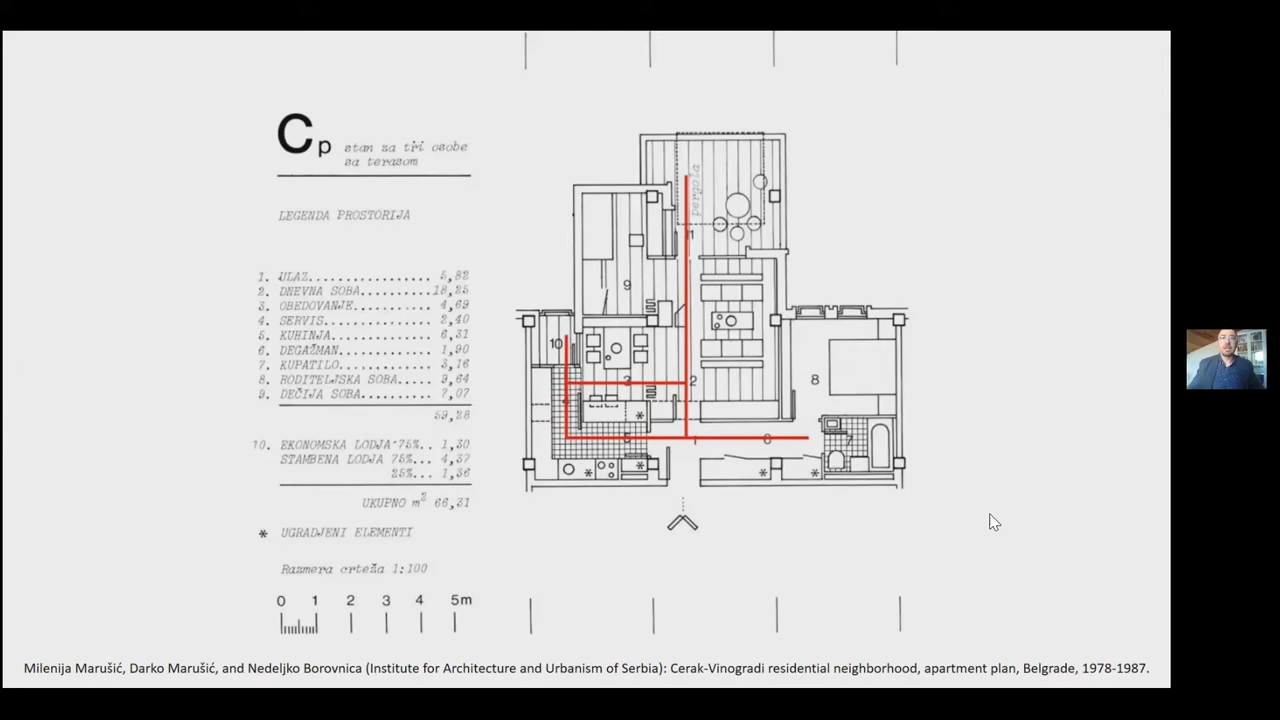 Cp stan za tri osobe
sa terasom
LEGENDA PROSTORIJA
1. ULAZ................ 5,82
2. DNEVNA SOBA.........18,25
3. OBEDOVANJE.......... 4,69
4. SERVIS.............. 2,40
5. KUHINJA............. 6,31
6. DEGAŽMAN............ 1,90
7. KUPATILO............ 3,16
8. RODITELJSKA SOBA.... 9,64
9. DEČIJA SOBA......... 7,07
59,28
10. EKONOMSKA LODJA 75%.. 1,30
STAMBENA LODJA 75%... 4,37
25%... 1,36
UKUPNO m² 66,31
* UGRADJENI ELEMENTI
Razmera crteža 1:100
0 1 2 3 4 5m
pergola
11
9
10
3
2
8
4
5
1
6
7
Milenija Marušić, Darko Marušić, and Nedeljko Borovnica (Institute for Architecture and Urbanism of Serbia): Cerak-Vinogradi residential neighborhood, apartment plan, Belgrade, 1978-1987.